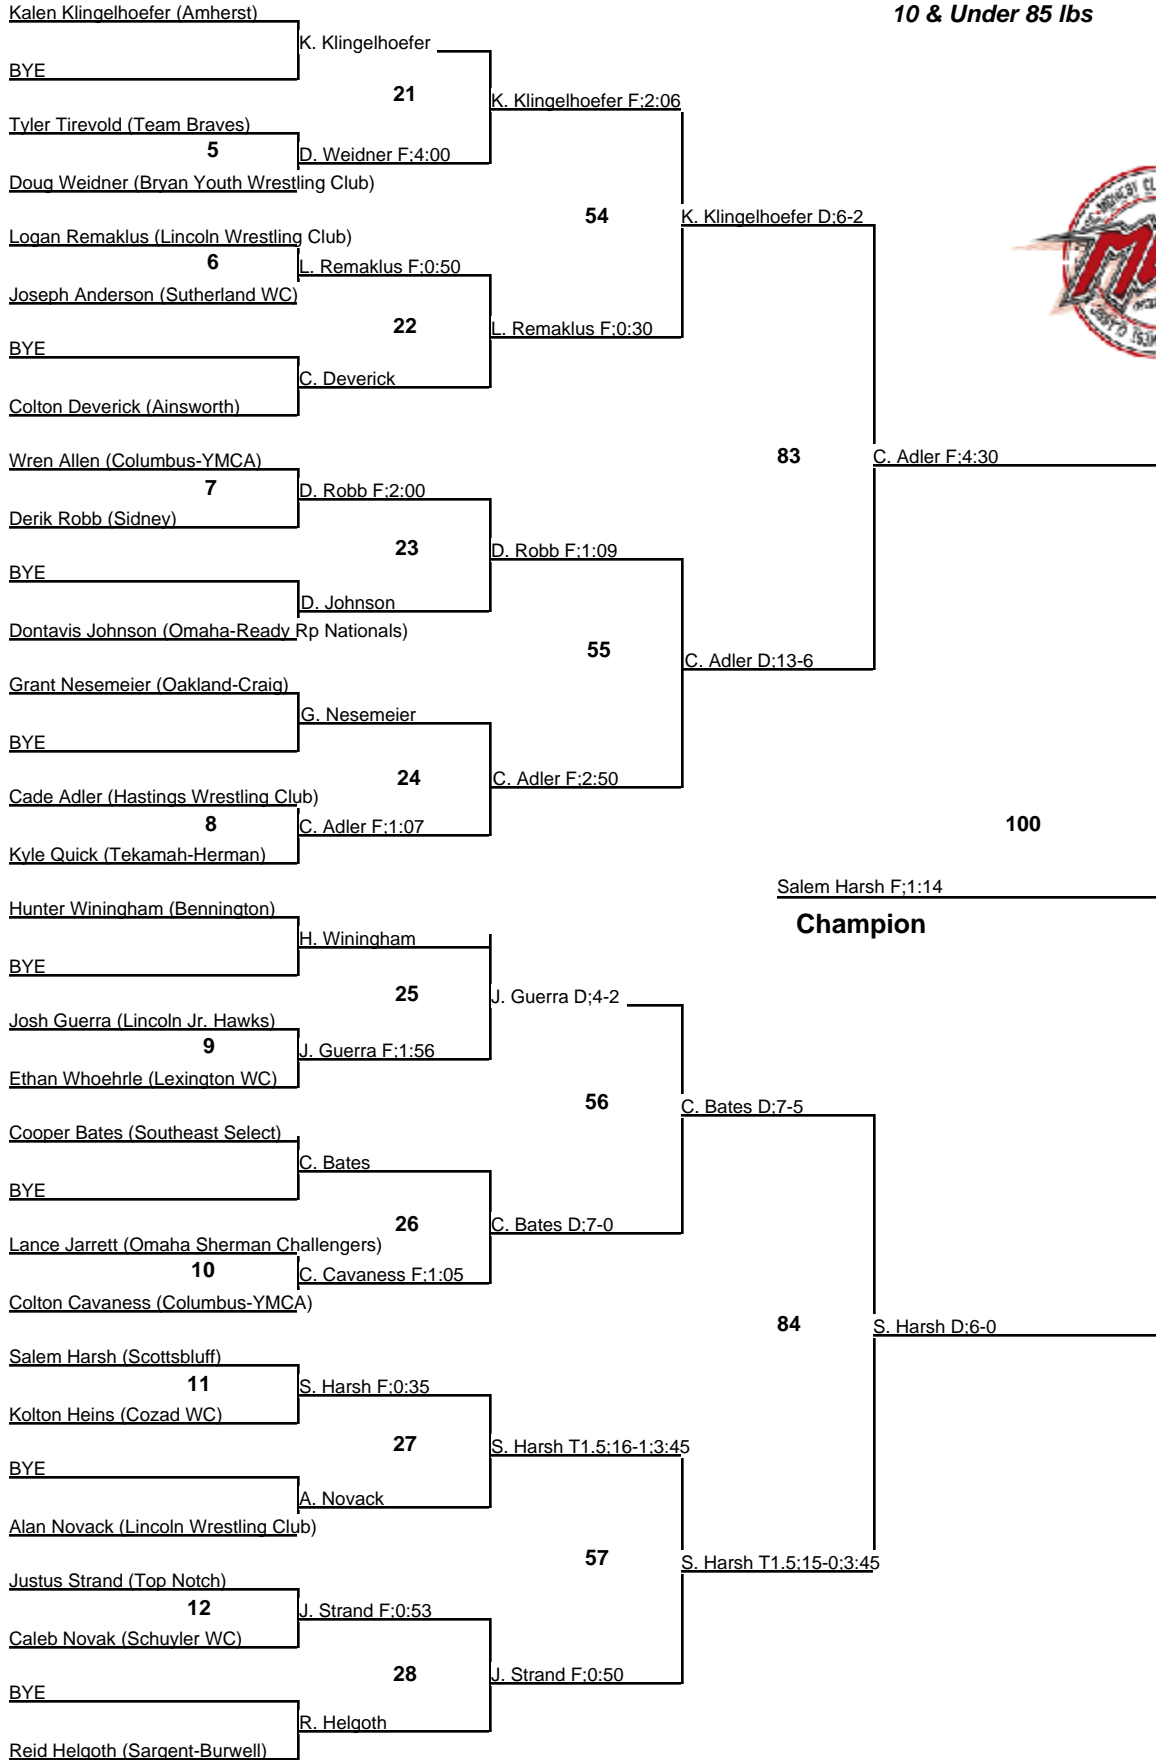 Kalen Klingelhoefer (Amherst)
10 & Under 85 lbs
K. Klingelhoefer
BYE
21
K. Klingelhoefer F;2:06
Tyler Tirevold (Team Braves)
5
D. Weidner F;4:00
Doug Weidner (Bryan Youth Wrestling Club)
54
K. Klingelhoefer D;6-2
Logan Remaklus (Lincoln Wrestling Club)
6
L. Remaklus F;0:50
Joseph Anderson (Sutherland WC)
22
L. Remaklus F;0:30
BYE
C. Deverick
Colton Deverick (Ainsworth)
83
C. Adler F;4:30
Wren Allen (Columbus-YMCA)
7
D. Robb F;2:00
Derik Robb (Sidney)
23
D. Robb F;1:09
BYE
D. Johnson
Dontavis Johnson (Omaha-Ready Rp Nationals)
55
C. Adler D;13-6
Grant Nesemeier (Oakland-Craig)
G. Nesemeier
BYE
24
C. Adler F;2:50
Cade Adler (Hastings Wrestling Club)
8
C. Adler F;1:07
100
Kyle Quick (Tekamah-Herman)
Salem Harsh F;1:14
Champion
Hunter Winingham (Bennington)
H. Winingham
BYE
25
J. Guerra D;4-2
Josh Guerra (Lincoln Jr. Hawks)
9
J. Guerra F;1:56
Ethan Whoehrle (Lexington WC)
56
C. Bates D;7-5
Cooper Bates (Southeast Select)
C. Bates
BYE
26
C. Bates D;7-0
Lance Jarrett (Omaha Sherman Challengers)
10
C. Cavaness F;1:05
Colton Cavaness (Columbus-YMCA)
84
S. Harsh D;6-0
Salem Harsh (Scottsbluff)
11
S. Harsh F;0:35
Kolton Heins (Cozad WC)
27
S. Harsh T1.5;16-1;3:45
BYE
A. Novack
Alan Novack (Lincoln Wrestling Club)
57
S. Harsh T1.5;15-0;3:45
Justus Strand (Top Notch)
12
J. Strand F;0:53
Caleb Novak (Schuyler WC)
28
J. Strand F;0:50
BYE
R. Helgoth
Reid Helgoth (Sargent-Burwell)